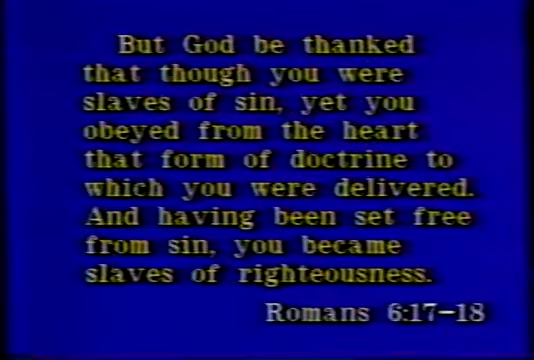 But God be thanked
that though you were
slaves of sin, yet you
obeyed from the heart
that form of doctrine to
which you were delivered.
And having been set free
from sin, you became
slaves of righteousness.
Romans 6:17-18